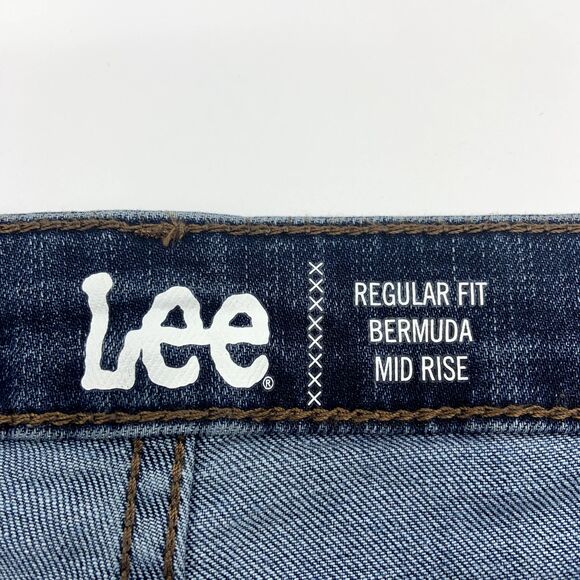 Lee®
REGULAR FIT
BERMUDA
MID RISE